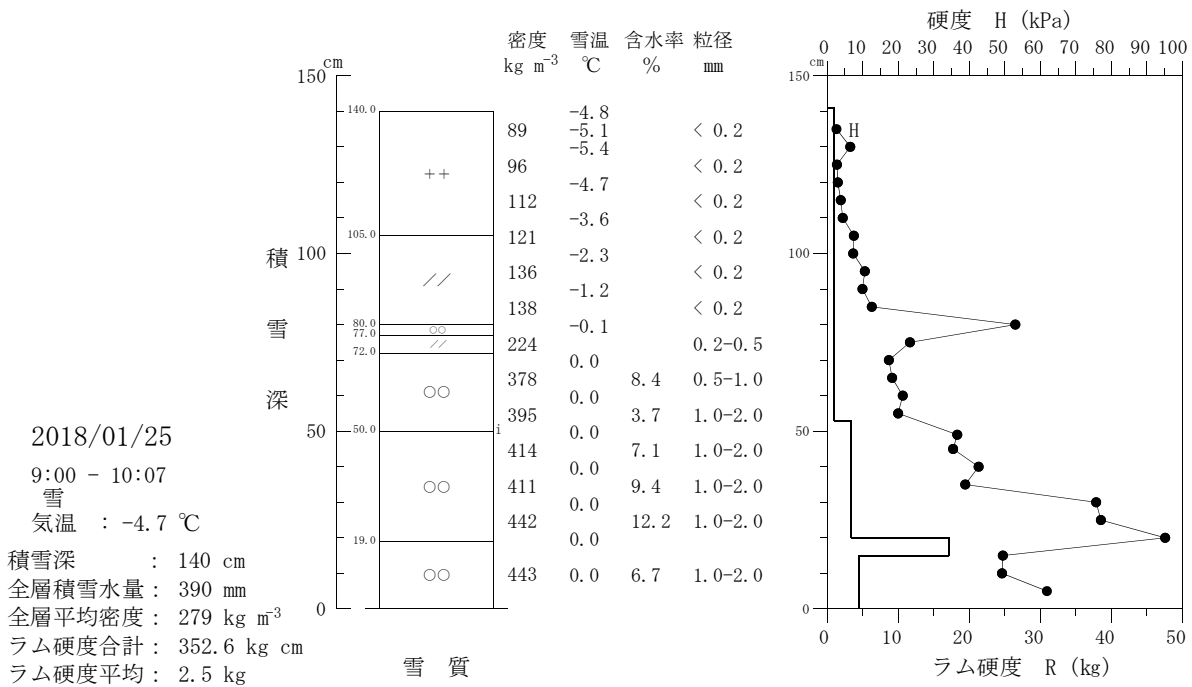 硬度 H (kPa)
密度 雪温 含水率 粒径
kg m⁻³ ℃ % mm
0 10 20 30 40 50 60 70 80 90 100
cm
150
cm
150
140.0
-4.8
89 -5.1 < 0.2
H
-5.4
96 < 0.2
++
-4.7
112 < 0.2
-3.6
105.0
121 < 0.2
積 100
-2.3
100
136 < 0.2
//
-1.2
138 < 0.2
80.0
-0.1
雪
○○
77.0
//
224 0.2-0.5
72.0
0.0
378 8.4 0.5-1.0
○○
深
0.0
395 3.7 1.0-2.0
50
50.0 i
0.0
50
2018/01/25
414 7.1 1.0-2.0
0.0
9:00 - 10:07
○○
411 9.4 1.0-2.0
雪
0.0
気温 : -4.7 ℃
442 12.2 1.0-2.0
19.0
0.0
積雪深 : 140 cm
○○
443 0.0 6.7 1.0-2.0
全層積雪水量 : 390 mm
0
0
全層平均密度 : 279 kg m⁻³
0 10 20 30 40 50
ラム硬度合計 : 352.6 kg cm
雪 質
ラム硬度 R (kg)
ラム硬度平均 : 2.5 kg